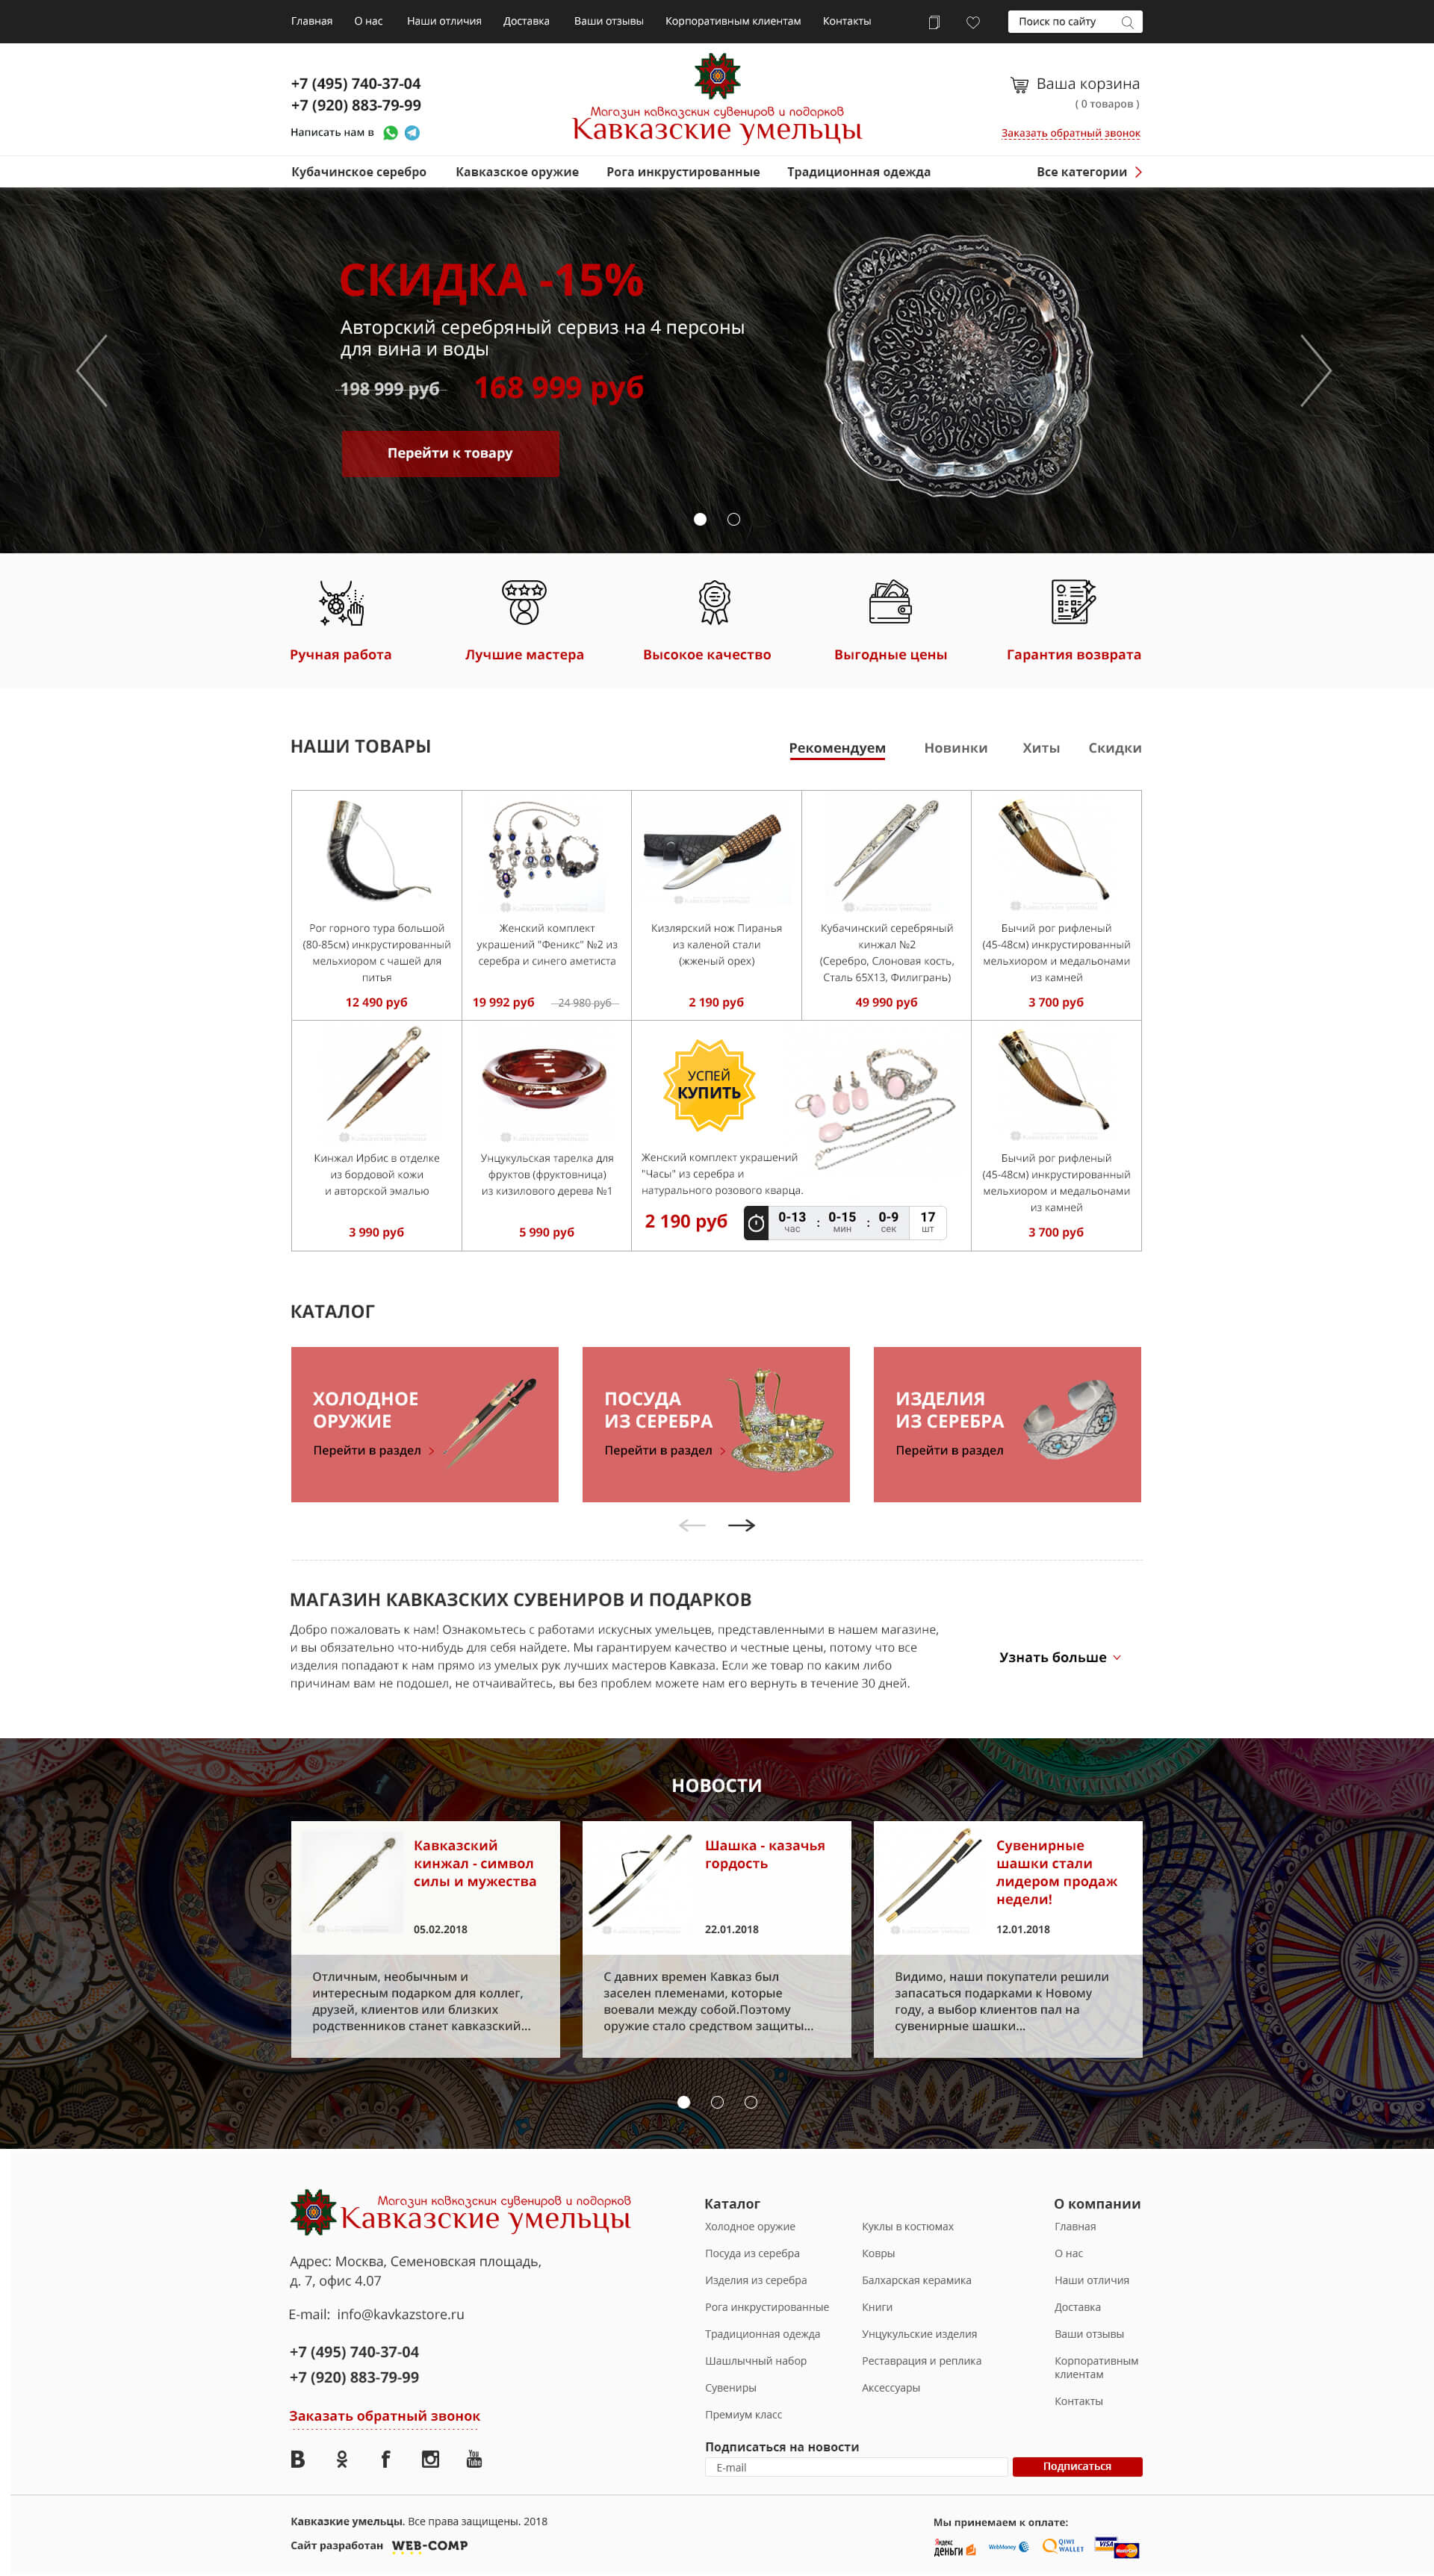 Главная О нас Наши отличия Доставка Ваши отзывы Корпоративным клиентам Контакты Поиск по сайту
+7 (495) 740-37-04
+7 (920) 883-79-99
Написать нам в
Магазин кавказских сувениров и подарков
Кавказские умельцы
Ваша корзина
( 0 товаров )
Заказать обратный звонок
Кубачинское серебро Кавказское оружие Рога инкрустированные Традиционная одежда Все категории
СКИДКА -15%
Авторский серебряный сервиз на 4 персоны
для вина и воды
198 999 руб 168 999 руб
Перейти к товару
Ручная работа Лучшие мастера Высокое качество Выгодные цены Гарантия возврата
НАШИ ТОВАРЫ
Рекомендуем Новинки Хиты Скидки
Рог горного тура большой
(80-85см) инкрустированный
мельхиором с чашей для
питья
12 490 руб
Женский комплект
украшений "Феникс" №2 из
серебра и синего аметиста
19 992 руб 24 980 руб
Кизлярский нож Пиранья
из каленой стали
(жженый орех)
2 190 руб
Кубачинский серебряный
кинжал №2
(Серебро, Слоновая кость,
Сталь 65Х13, Филигрань)
49 990 руб
Бычий рог рифленый
(45-48см) инкрустированный
мельхиором и медальонами
из камней
3 700 руб
Кинжал Ирбис в отделке
из бордовой кожи
и авторской эмалью
3 990 руб
Унцукульская тарелка для
фруктов (фруктовница)
из кизилового дерева №1
5 990 руб
УСПЕЙ
КУПИТЬ
Женский комплект украшений
"Часы" из серебра и
натурального розового кварца.
2 190 руб
0-13 : 0-15 : 0-9 17
час мин сек шт
Бычий рог рифленый
(45-48см) инкрустированный
мельхиором и медальонами
из камней
3 700 руб
КАТАЛОГ
ХОЛОДНОЕ
ОРУЖИЕ
Перейти в раздел
ПОСУДА
ИЗ СЕРЕБРА
Перейти в раздел
ИЗДЕЛИЯ
ИЗ СЕРЕБРА
Перейти в раздел
МАГАЗИН КАВКАЗСКИХ СУВЕНИРОВ И ПОДАРКОВ
Добро пожаловать к нам! Ознакомьтесь с работами искусных умельцев, представленными в нашем магазине,
и вы обязательно что-нибудь для себя найдете. Мы гарантируем качество и честные цены, потому что все
изделия попадают к нам прямо из умелых рук лучших мастеров Кавказа. Если же товар по каким либо
причинам вам не подошел, не отчаивайтесь, вы без проблем можете нам его вернуть в течение 30 дней.
Узнать больше
НОВОСТИ
Кавказский
кинжал - символ
силы и мужества
05.02.2018
Отличным, необычным и
интересным подарком для коллег,
друзей, клиентов или близких
родственников станет кавказский...
Шашка - казачья
гордость
22.01.2018
С давних времен Кавказ был
заселен племенами, которые
воевали между собой.Поэтому
оружие стало средством защиты...
Сувенирные
шашки стали
лидером продаж
недели!
12.01.2018
Видимо, наши покупатели решили
запасаться подарками к Новому
году, а выбор клиентов пал на
сувенирные шашки...
Магазин кавказских сувениров и подарков
Кавказские умельцы
Адрес: Москва, Семеновская площадь,
д. 7, офис 4.07
E-mail: info@kavkazstore.ru
+7 (495) 740-37-04
+7 (920) 883-79-99
Заказать обратный звонок
Каталог
Холодное оружие
Посуда из серебра
Изделия из серебра
Рога инкрустированные
Традиционная одежда
Шашлычный набор
Сувениры
Премиум класс
Куклы в костюмах
Ковры
Балхарская керамика
Книги
Унцукульские изделия
Реставрация и реплика
Аксессуары
О компании
Главная
О нас
Наши отличия
Доставка
Ваши отзывы
Корпоративным
клиентам
Контакты
Подписаться на новости
E-mail Подписаться
Кавказкие умельцы. Все права защищены. 2018
Сайт разработан WEB-COMP
Мы принемаем к оплате:
Яндекс
деньги
WebMoney
QIWI
WALLET
VISA
MasterCard